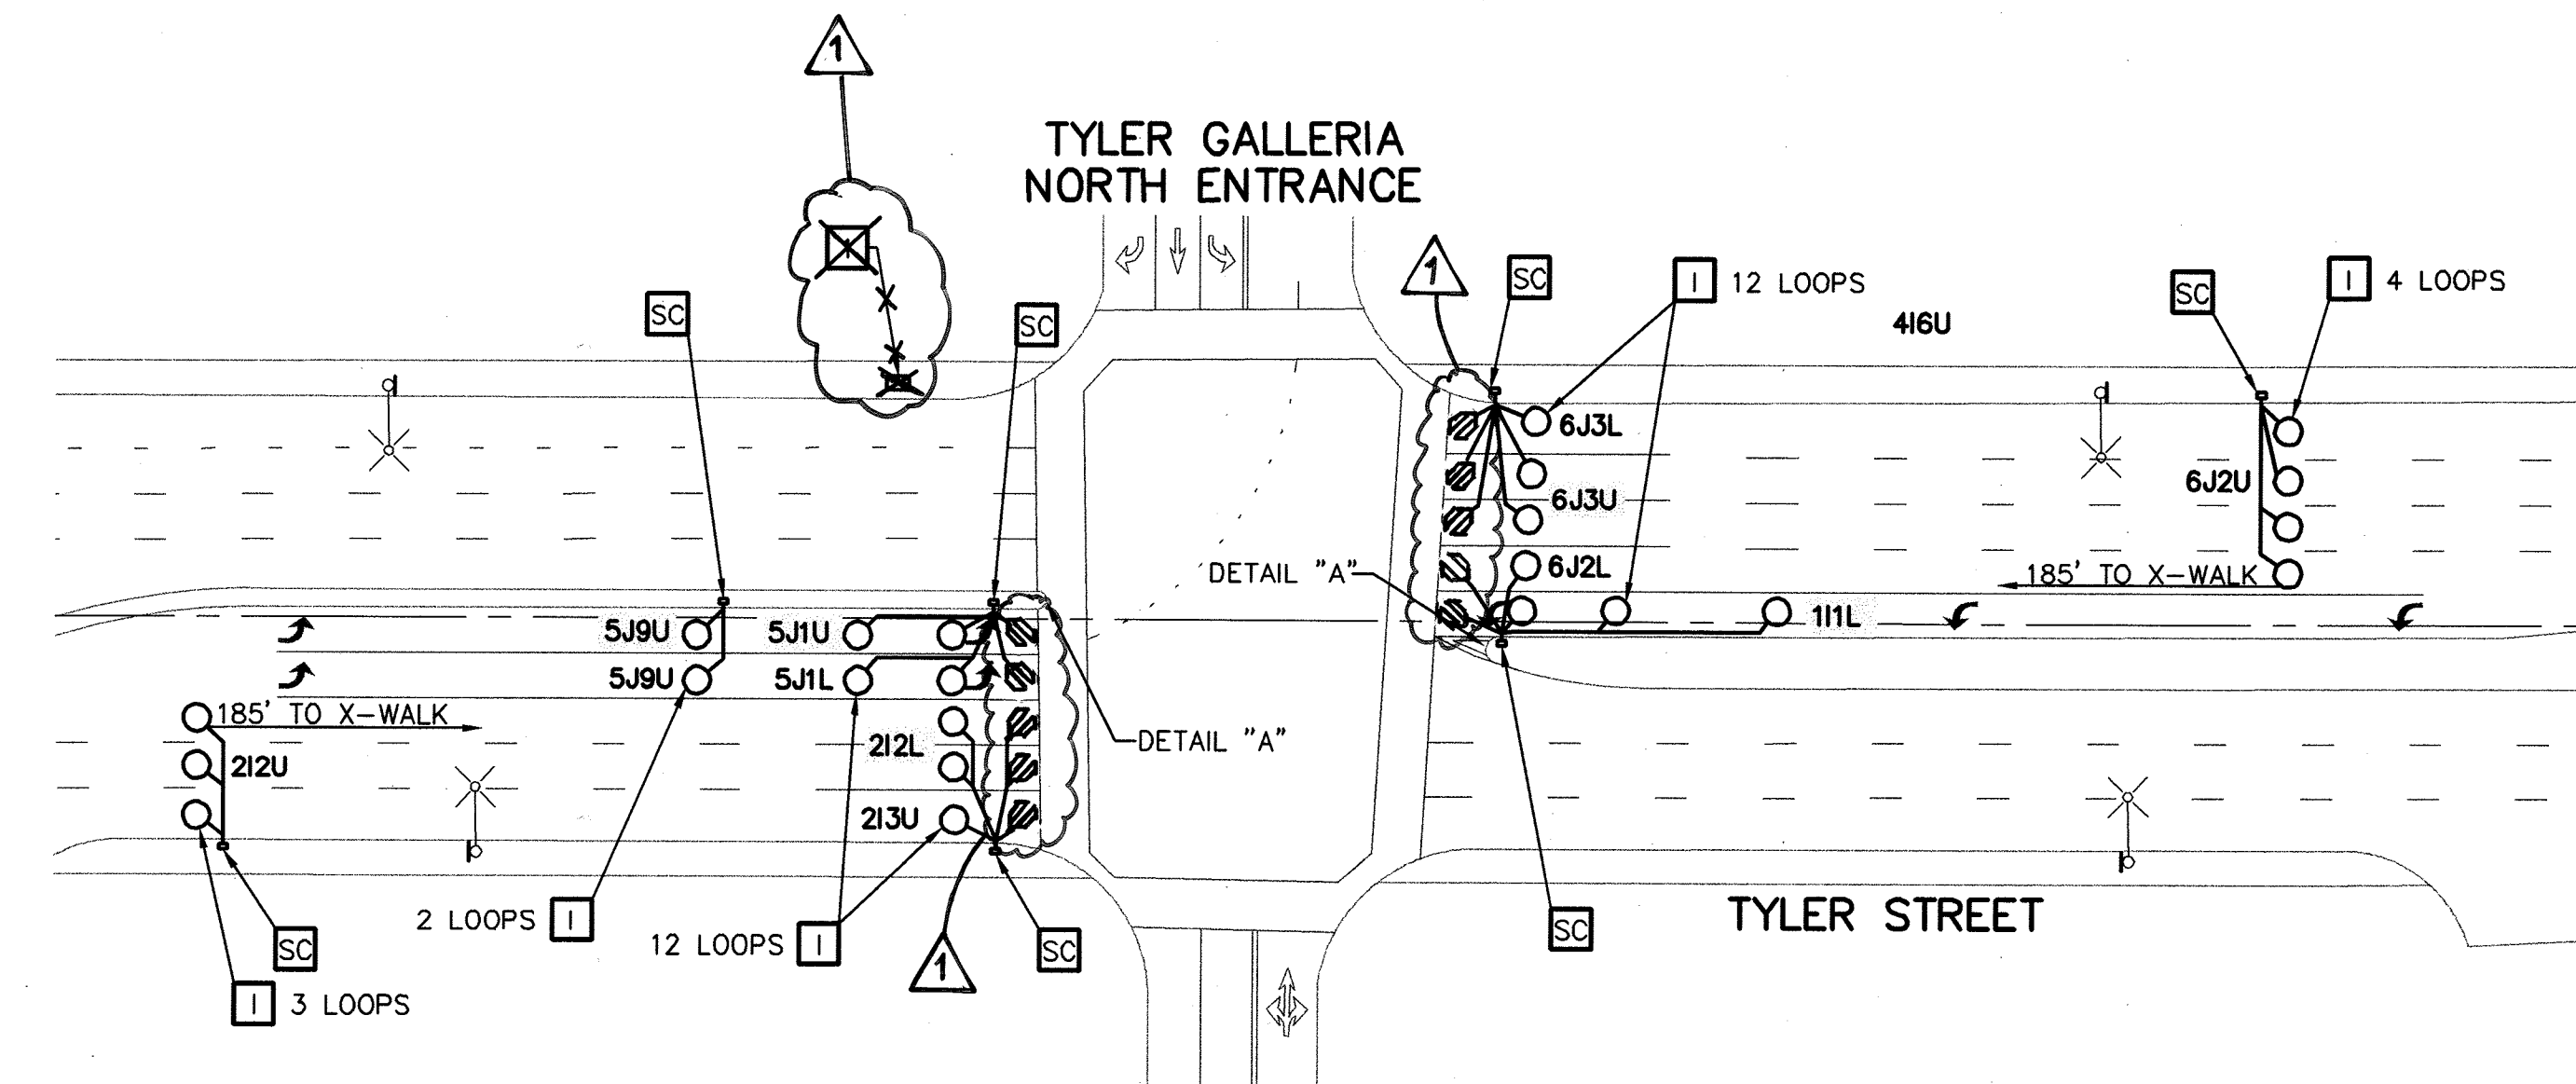 1
TYLER GALLERIA
NORTH ENTRANCE
1
SC
I 12 LOOPS
SC
I 4 LOOPS
SC
SC
1
416U
6J3L
6J3U
6J2U
DETAIL "A"
6J2L
185' TO X-WALK
5J9U
5J1U
1I1L
5J9U
5J1L
185' TO X-WALK
2I2L
DETAIL "A"
2I2U
2I3U
2 LOOPS I
TYLER STREET
12 LOOPS I
SC
SC
SC
1
I 3 LOOPS